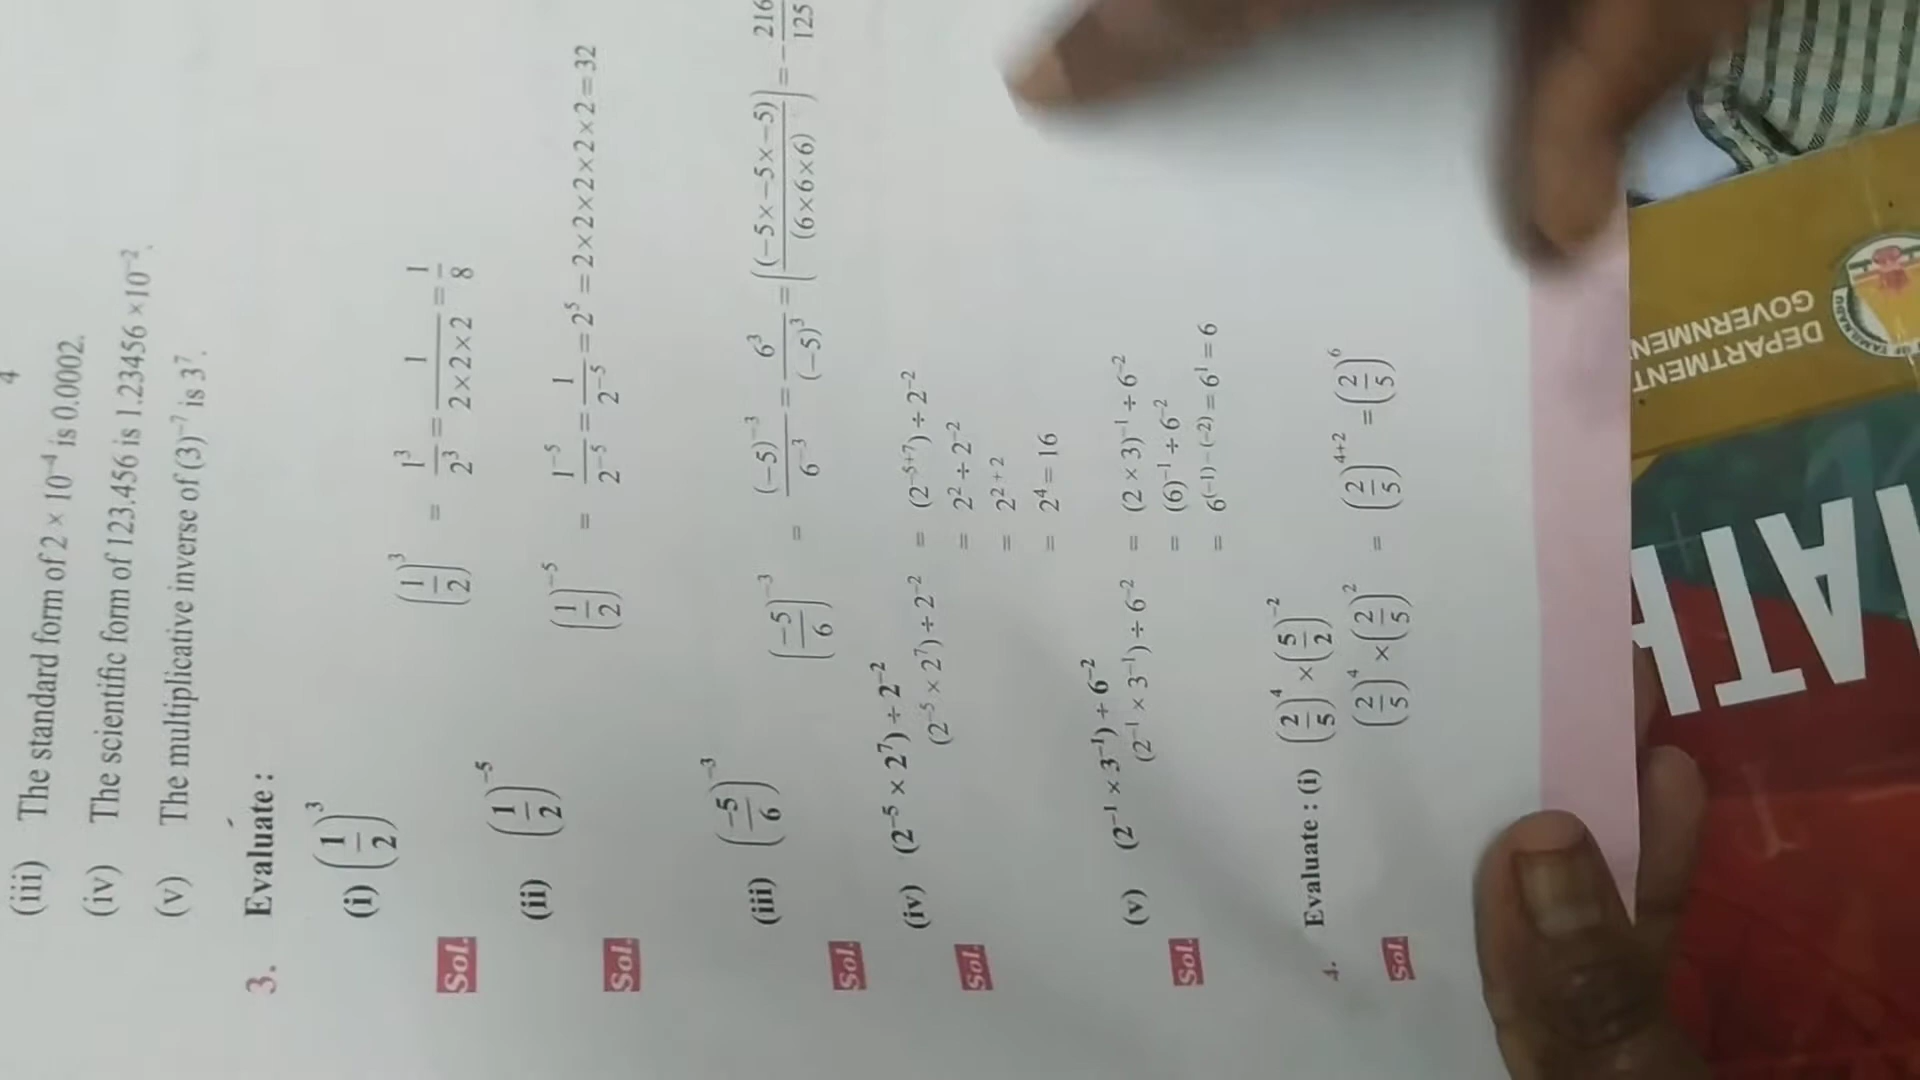 4
(iii) The standard form of 2 × 10⁻⁴ is 0.0002.
(iv) The scientific form of 123.456 is 1.23456 ×10⁻².
(v) The multiplicative inverse of (3)⁻⁷ is 3⁷.
3. Evaluate :
(i) (1/2)³
Sol. (1/2)³ = 1³/2³ = 1/(2×2×2) = 1/8
(ii) (1/2)⁻⁵
Sol. (1/2)⁻⁵ = 1⁻⁵/2⁻⁵ = 1/2⁻⁵ = 2⁵ = 2×2×2×2×2 = 32
(iii) (-5/6)⁻³
Sol. (-5/6)⁻³ = (-5)⁻³/6⁻³ = 6³/(-5)³ = ((-5×-5×-5)/(6×6×6)) = -216/125
(iv) (2⁻⁵ × 2⁷) ÷ 2⁻²
Sol. (2⁻⁵ × 2⁷) ÷ 2⁻² = (2⁻⁵⁺⁷) ÷ 2⁻²
= 2² ÷ 2⁻²
= 2²⁺²
= 2⁴ = 16
(v) (2⁻¹ × 3⁻¹) ÷ 6⁻²
Sol. (2⁻¹ × 3⁻¹) ÷ 6⁻² = (2 × 3)⁻¹ ÷ 6⁻²
= (6)⁻¹ ÷ 6⁻²
= 6⁽⁻¹⁾⁻⁽⁻²⁾ = 6¹ = 6
4. Evaluate : (i) (2/5)⁴ × (5/2)⁻²
Sol. (2/5)⁴ × (2/5)² = (2/5)⁴⁺² = (2/5)⁶
DEPARTMENT
GOVERNMEN
ATH